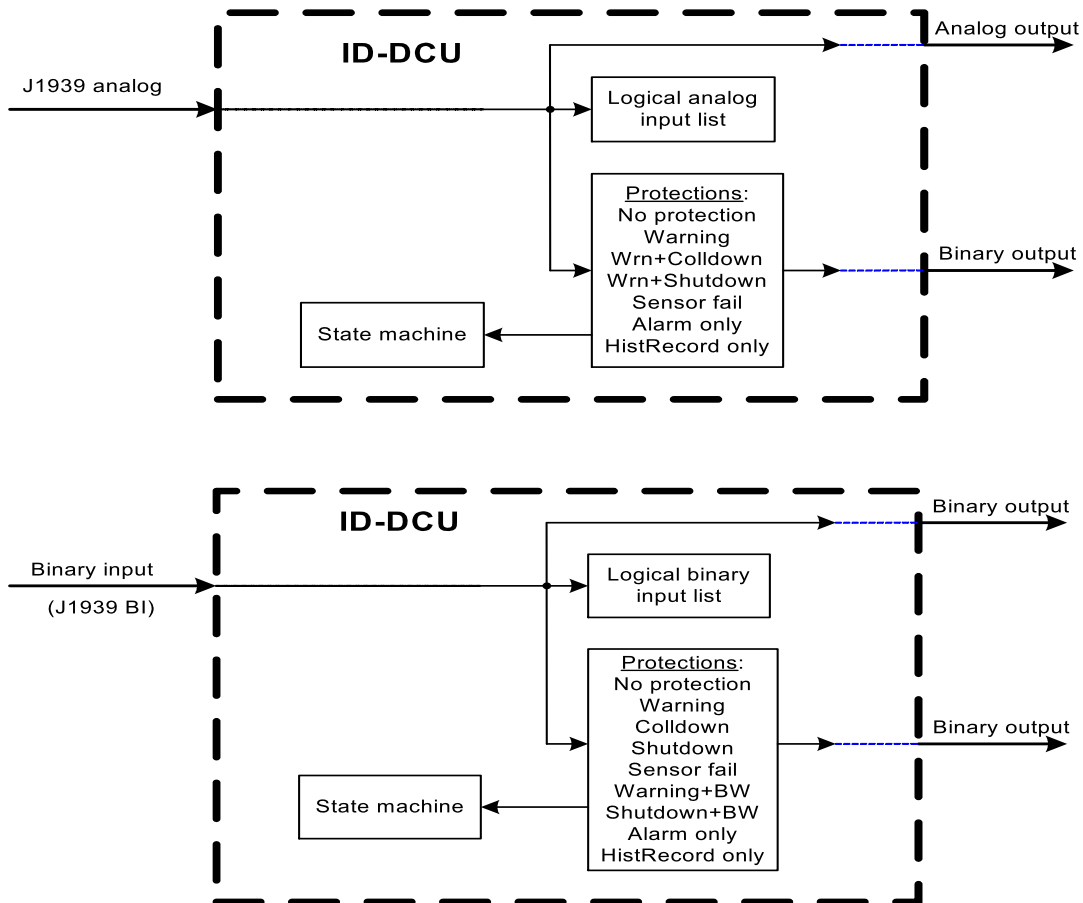 ID-DCU
Analog output
J1939 analog
Logical analog
input list
Protections:
No protection
Warning
Wrn+Colldown
Wrn+Shutdown
Sensor fail
Alarm only
HistRecord only
Binary output
State machine
ID-DCU
Binary output
Binary input
(J1939 BI)
Logical binary
input list
Protections:
No protection
Warning
Colldown
Shutdown
Sensor fail
Warning+BW
Shutdown+BW
Alarm only
HistRecord only
Binary output
State machine